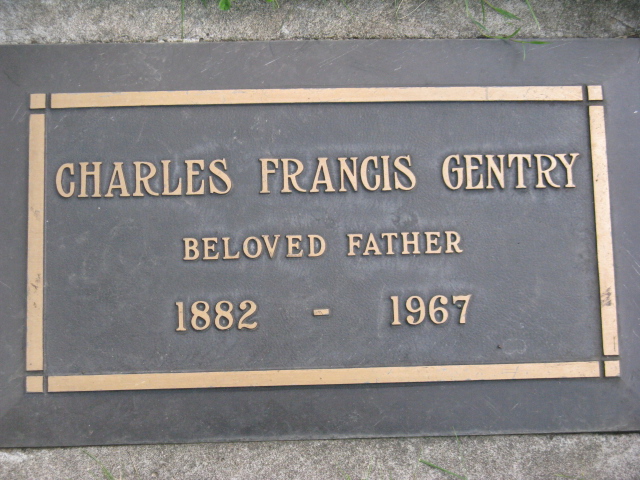 CHARLES FRANCIS GENTRY
BELOVED FATHER
1882 - 1967